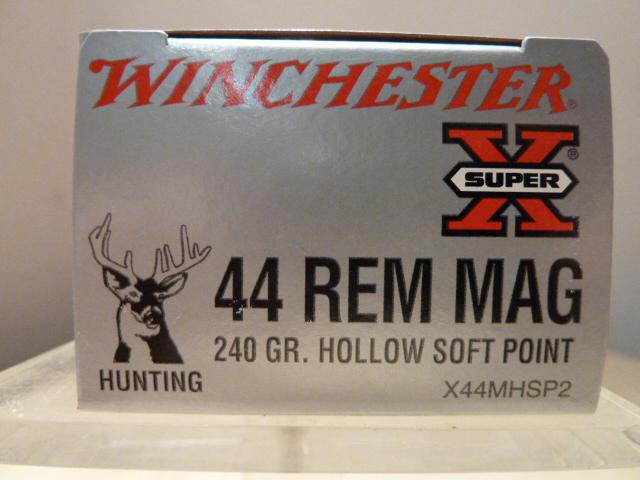 WINCHESTER®
SUPER X®
44 REM MAG
240 GR. HOLLOW SOFT POINT
HUNTING
X44MHSP2